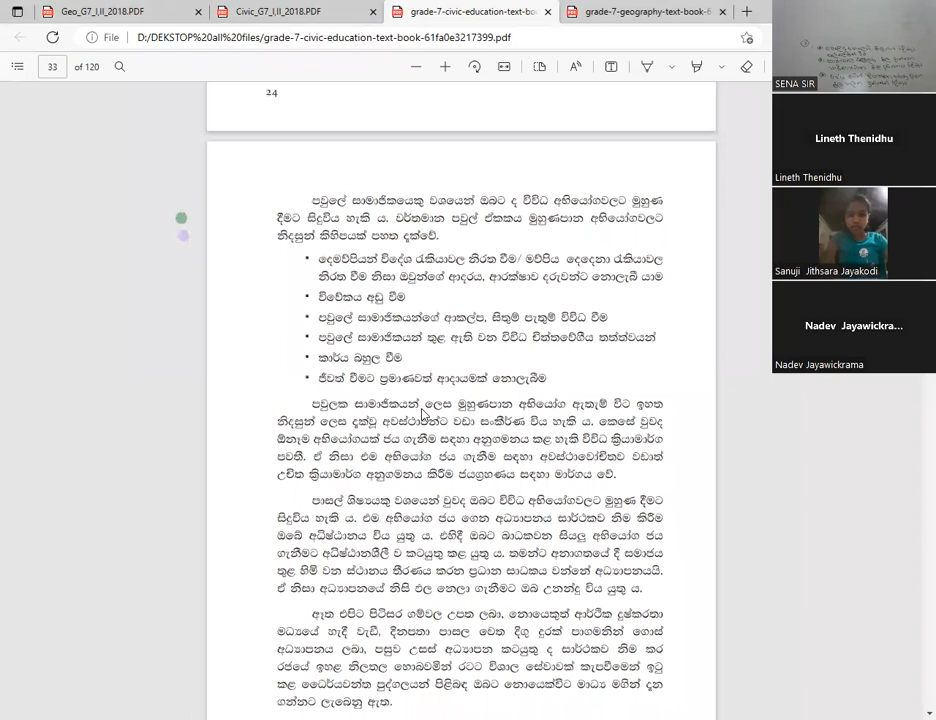 Geo_G7_I,II_2018.PDF
Civic_G7_I,II_2018.PDF
grade-7-civic-education-text-bo
grade-7-geography-text-book-6
File
D:/DEKSTOP%20all%20files/grade-7-civic-education-text-book-61fa0e3217399.pdf
33 of 120
24
පවුලේ සාමාජිකයෙකු වශයෙන් ඔබට ද විවිධ අභියෝගවලට මුහුණ
දීමට සිදුවිය හැකි ය. වර්තමාන පවුල් ඒකකය මුහුණපාන අභියෝගවලට
නිදසුන් කිහිපයක් පහත දැක්වේ.
• දෙමව්පියන් විදේශ රැකියාවල නිරත වීම/ මව්පිය දෙදෙනා රැකියාවල
නිරත වීම නිසා ඔවුන්ගේ ආදරය, ආරක්ෂාව දරුවන්ට නොලැබී යාම
• විවේකය අඩු වීම
• පවුලේ සාමාජිකයන්ගේ ආකල්ප, සිතුම් පැතුම් විවිධ වීම
• පවුලේ සාමාජිකයන් තුළ ඇති වන විවිධ චිත්තවේගීය තත්ත්වයන්
• කාර්ය බහුල වීම
• ජීවත් වීමට ප්‍රමාණවත් ආදායමක් නොලැබීම
පවුලක සාමාජිකයන් ලෙස මුහුණපාන අභියෝග ඇතැම් විට ඉහත
නිදසුන් ලෙස දැක්වූ අවස්ථාවන්ට වඩා සංකීර්ණ විය හැකි ය. කෙසේ වුවද
ඕනෑම අභියෝගයක් ජය ගැනීම සඳහා අනුගමනය කළ හැකි විවිධ ක්‍රියාමාර්ග
පවතී. ඒ නිසා එම අභියෝග ජය ගැනීම සඳහා අවස්ථාවෝචිතව වඩාත්
උචිත ක්‍රියාමාර්ග අනුගමනය කිරීම ජයග්‍රහණය සඳහා මාර්ගය වේ.
පාසල් ශිෂ්‍යයකු වශයෙන් වුවද ඔබට විවිධ අභියෝගවලට මුහුණ දීමට
සිදුවිය හැකි ය. එම අභියෝග ජය ගෙන අධ්‍යාපනය සාර්ථකව නිම කිරීම
ඔබේ අධිෂ්ඨානය විය යුතු ය. එහිදී ඔබට බාධකවන සියලු අභියෝග ජය
ගැනීමට අධිෂ්ඨානශීලී ව කටයුතු කළ යුතු ය. තමන්ට අනාගතයේ දී සමාජය
තුළ හිමි වන ස්ථානය තීරණය කරන ප්‍රධාන සාධකය වන්නේ අධ්‍යාපනයයි.
ඒ නිසා අධ්‍යාපනයේ නිසි ඵල නෙලා ගැනීමට ඔබ උනන්දු විය යුතු ය.
ඈත එපිට පිටිසර ගම්වල උපත ලබා, නොයෙකුත් ආර්ථික දුෂ්කරතා
මධ්‍යයේ හැදී වැඩී, දිනපතා පාසල වෙත දිගු දුරක් පාගමනින් ගොස්
අධ්‍යාපනය ලබා, පසුව උසස් අධ්‍යාපන කටයුතු ද සාර්ථකව නිම කර
රජයේ ඉහළ නිලතල හොබවමින් රටට විශාල සේවාවක් කැපවීමෙන් ඉටු
කළ ධෛර්යවන්ත පුද්ගලයන් පිළිබඳ ඔබට නොයෙක්විට මාධ්‍ය මගින් දැන
ගන්නට ලැබෙනු ඇත.
SENA SIR
Lineth Thenidhu
Lineth Thenidhu
Sanuji Jithsara Jayakodi
Nadev Jayawickra...
Nadev Jayawickrama